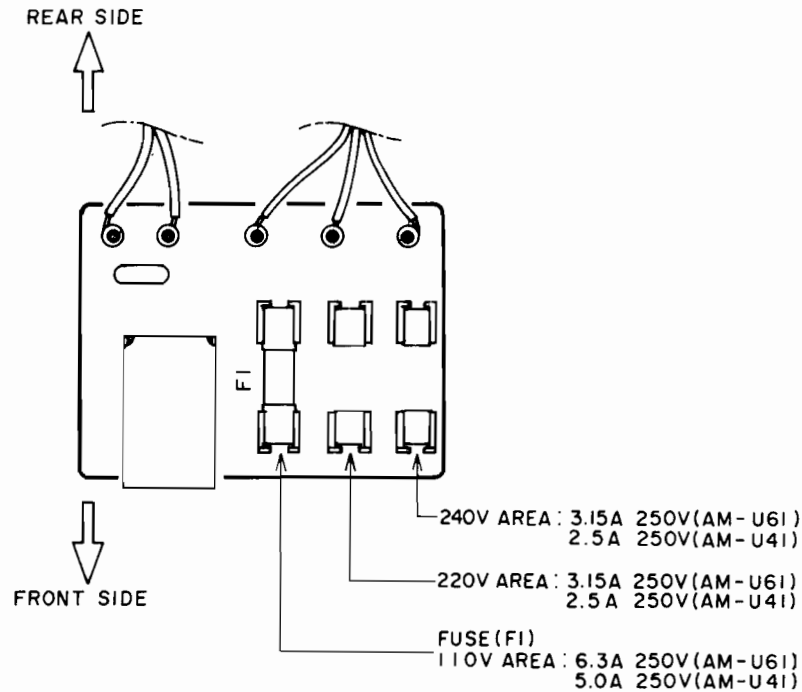 REAR SIDE
F1
240V AREA: 3.15A 250V(AM-U61)
2.5A 250V(AM-U41)
220V AREA: 3.15A 250V(AM-U61)
2.5A 250V(AM-U41)
FRONT SIDE
FUSE(F1)
110V AREA: 6.3A 250V(AM-U61)
5.0A 250V(AM-U41)